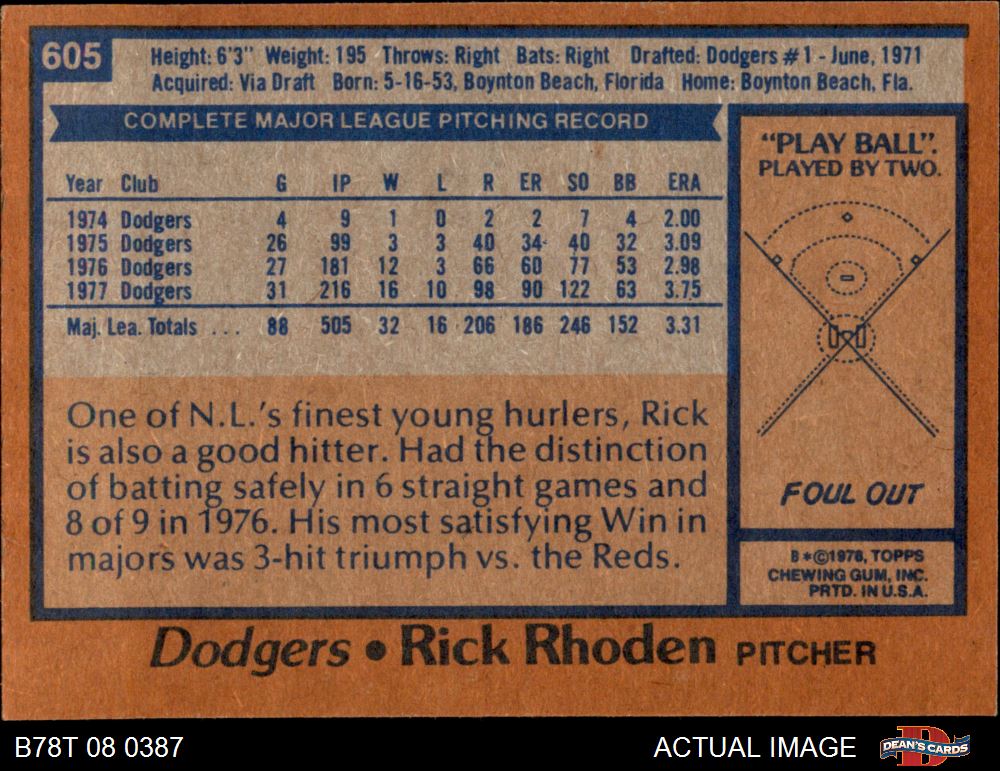 605
Height: 6'3" Weight: 195 Throws: Right Bats: Right Drafted: Dodgers #1 - June, 1971
Acquired: Via Draft Born: 5-16-53, Boynton Beach, Florida Home: Boynton Beach, Fla.
COMPLETE MAJOR LEAGUE PITCHING RECORD
Year Club G IP W L R ER SO BB ERA
1974 Dodgers 4 9 1 0 2 2 7 4 2.00
1975 Dodgers 26 99 3 3 40 34 40 32 3.09
1976 Dodgers 27 181 12 3 66 60 77 53 2.98
1977 Dodgers 31 216 16 10 98 90 122 63 3.75
Maj. Lea. Totals ... 88 505 32 16 206 186 246 152 3.31
One of N.L.'s finest young hurlers, Rick
is also a good hitter. Had the distinction
of batting safely in 6 straight games and
8 of 9 in 1976. His most satisfying Win in
majors was 3-hit triumph vs. the Reds.
"PLAY BALL".
PLAYED BY TWO.
FOUL OUT
B*©1978, TOPPS
CHEWING GUM, INC.
PRTD. IN U.S.A.
Dodgers • Rick Rhoden PITCHER
B78T 08 0387
ACTUAL IMAGE
D
DEAN'S CARDS